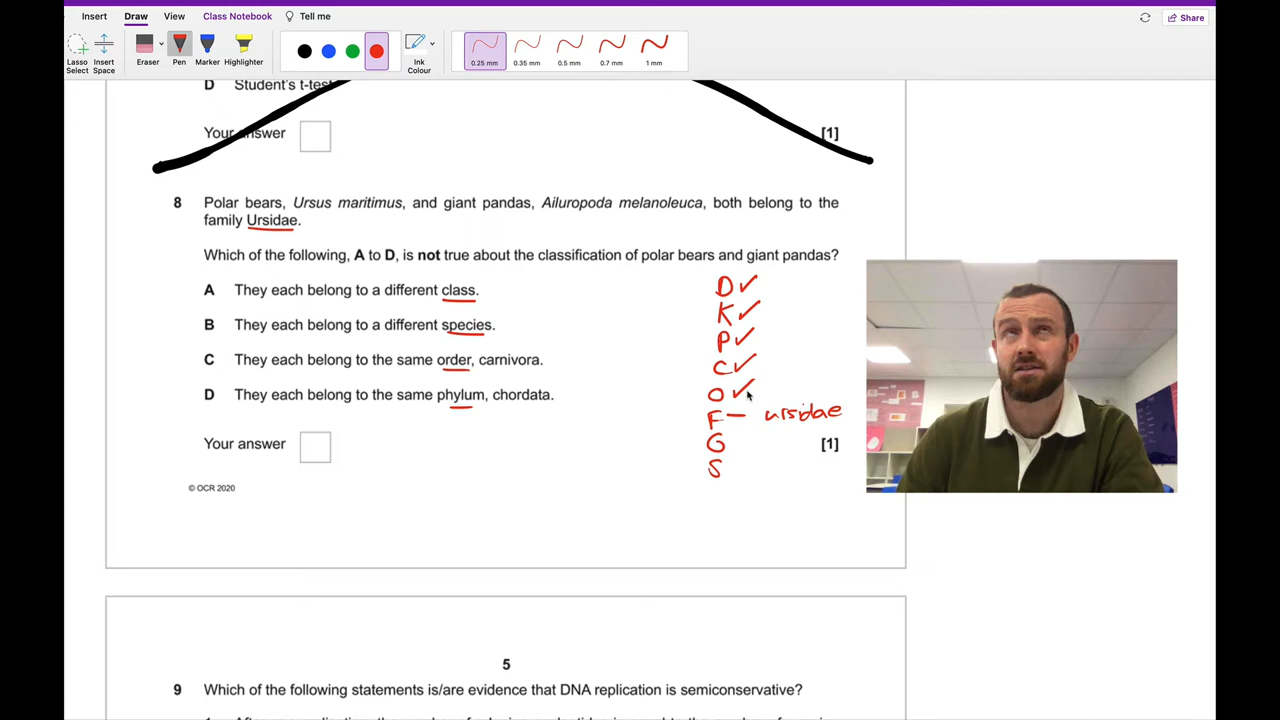 Insert Draw View Class Notebook Tell me Share
Lasso Select
Insert Space
Eraser
Pen
Marker
Highlighter
Ink Colour
0.25 mm 0.35 mm 0.5 mm 0.7 mm 1 mm
D Student's t-test
Your answer [1]
8 Polar bears, Ursus maritimus, and giant pandas, Ailuropoda melanoleuca, both belong to the
family Ursidae.
Which of the following, A to D, is not true about the classification of polar bears and giant pandas?
A They each belong to a different class.
B They each belong to a different species.
C They each belong to the same order, carnivora.
D They each belong to the same phylum, chordata.
Your answer [1]
D ✓
K ✓
P ✓
C ✓
O ✓
F — ursidae
G
S
© OCR 2020
5
9 Which of the following statements is/are evidence that DNA replication is semiconservative?